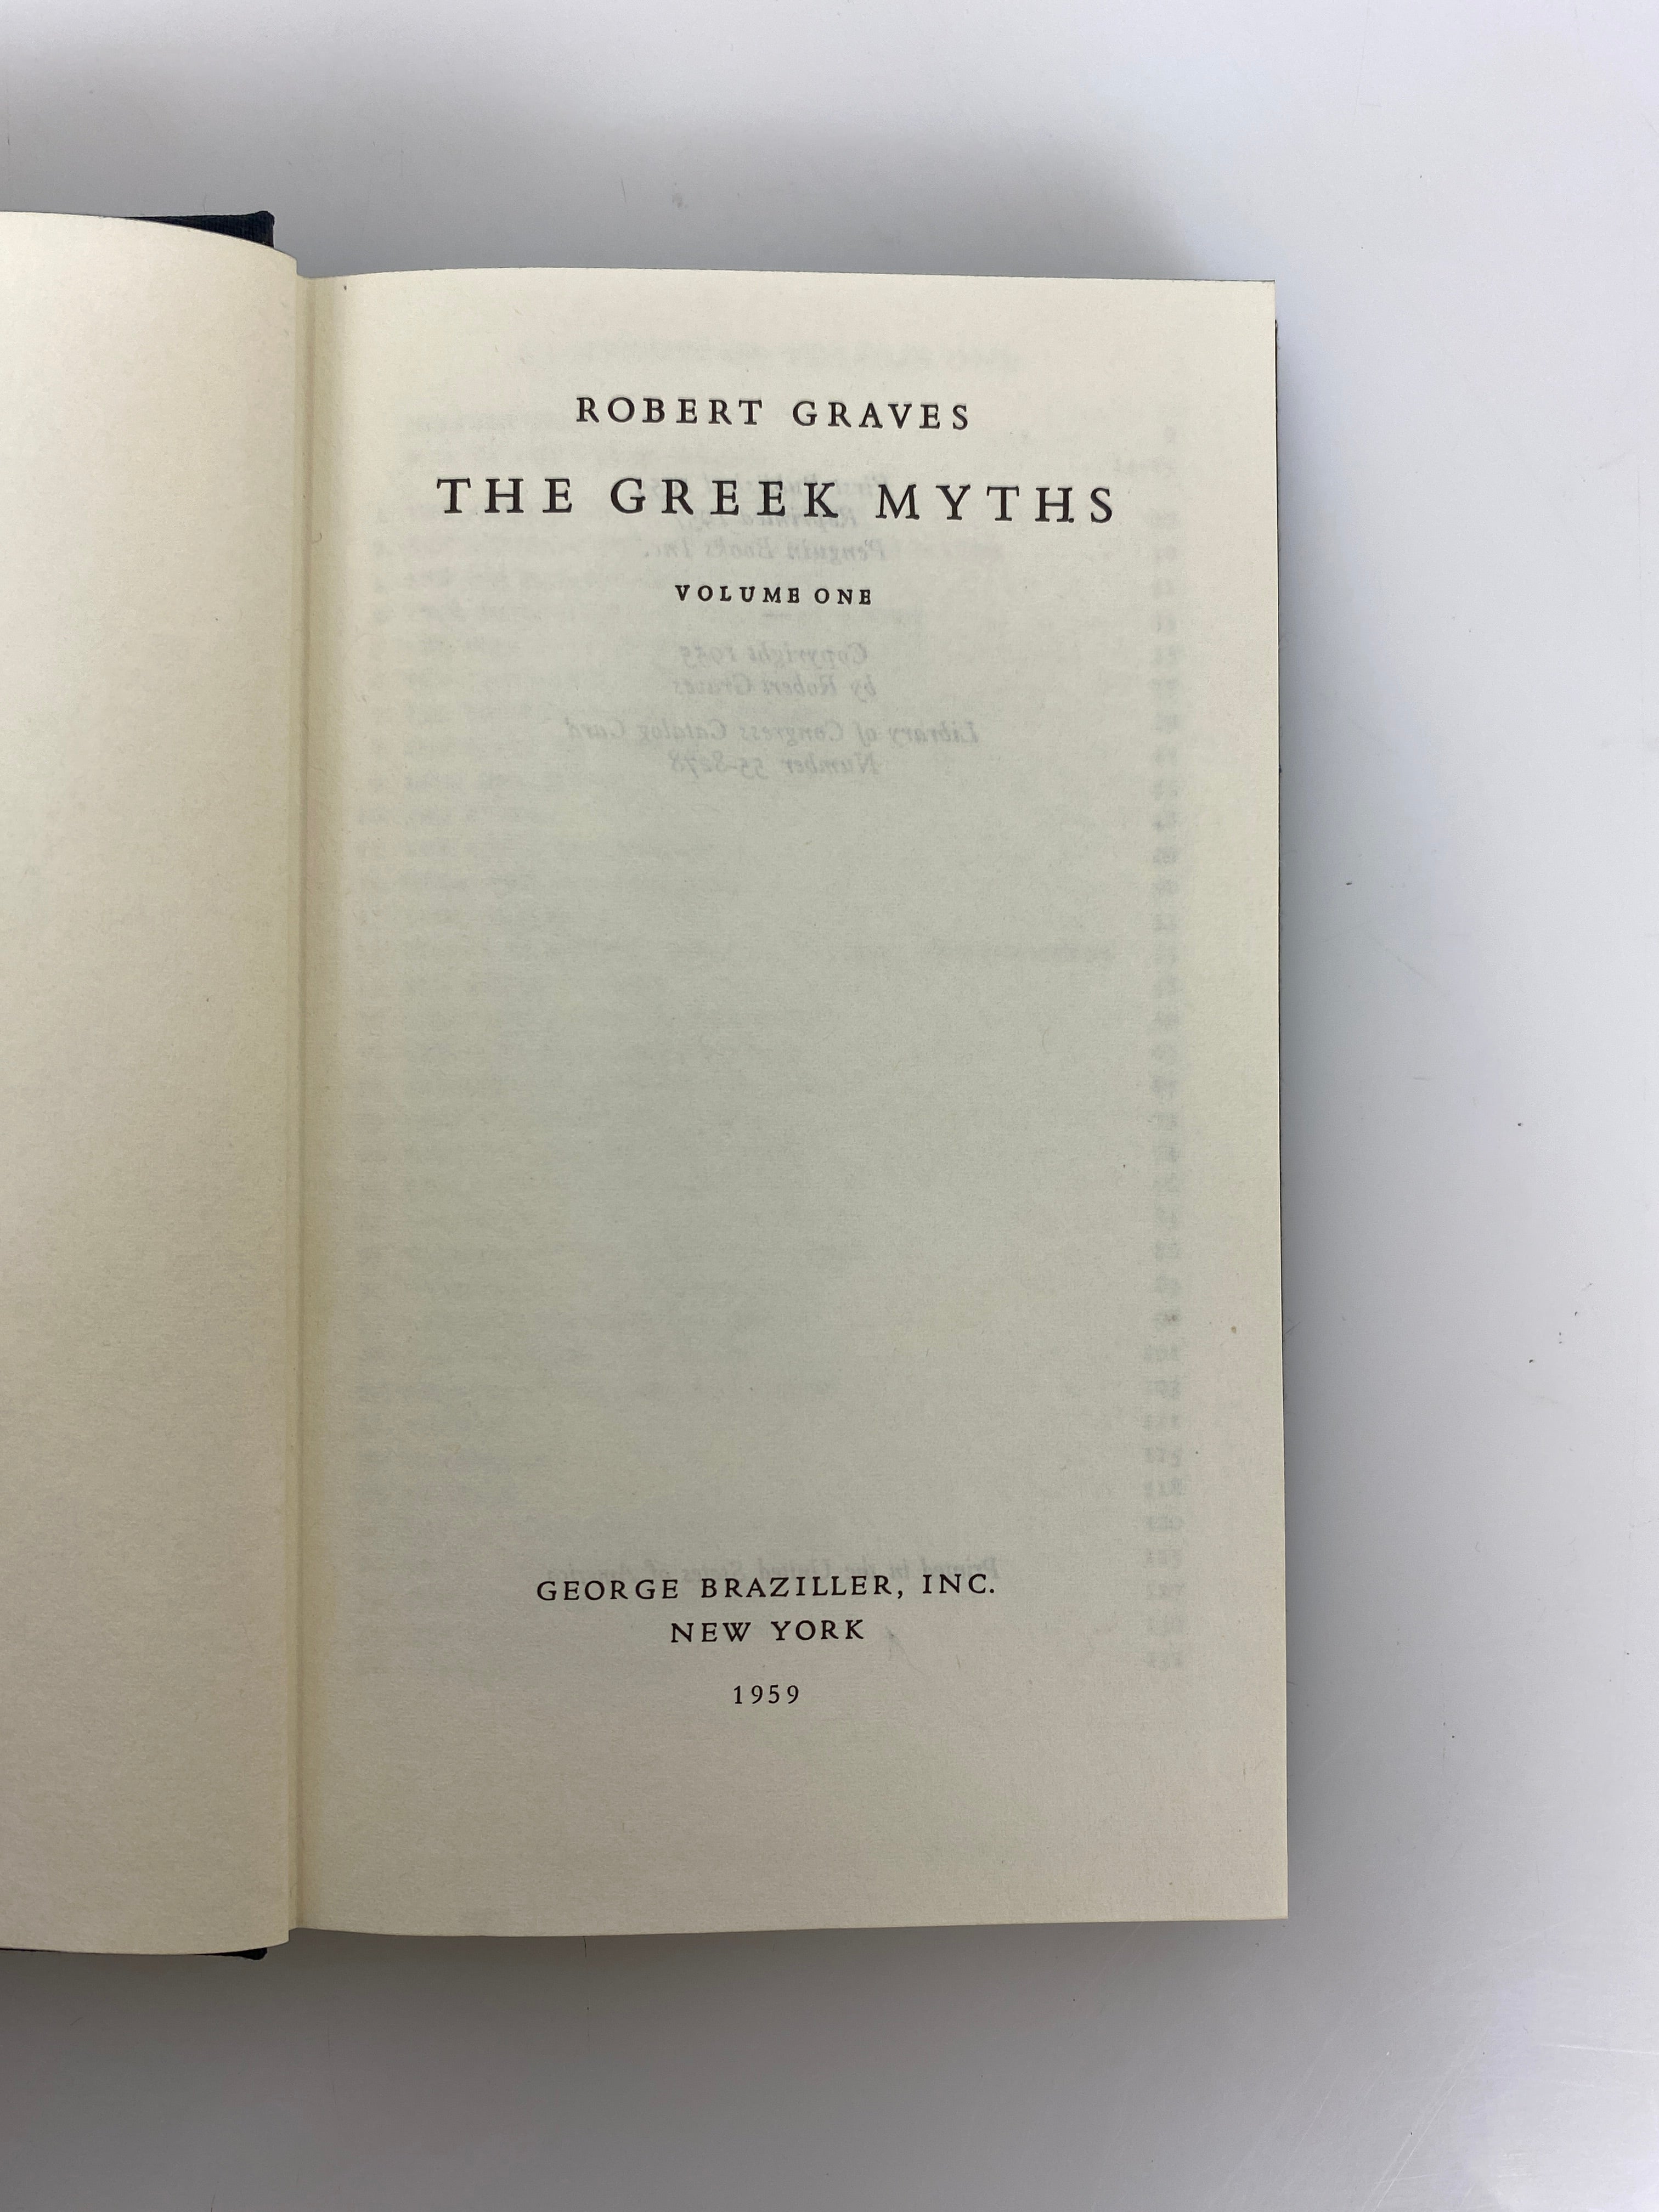 ROBERT GRAVES
THE GREEK MYTHS
VOLUME ONE
GEORGE BRAZILLER, INC.
NEW YORK
1959